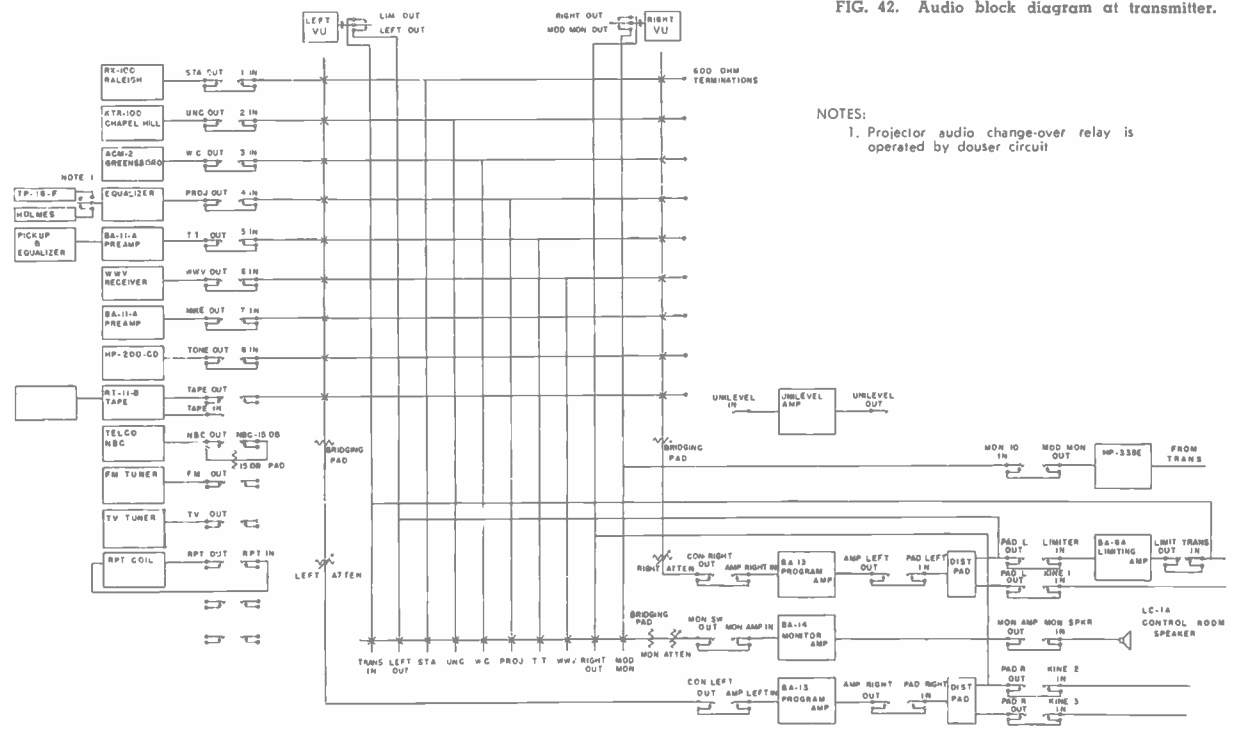 FIG. 42. Audio block diagram at transmitter.
LEFT VU
LIM OUT
LEFT OUT
RIGHT OUT
MOD MON OUT
RIGHT VU
600 OHM
TERMINATIONS
NOTES:
1. Projector audio change-over relay is
operated by douser circuit
RX-100
RALEIGH
STA OUT
1 IN
KTR-100
CHAPEL HILL
UNC OUT
2 IN
AGM-2
GREENSBORO
WC OUT
3 IN
NOTE 1
TP-16-F
HOLMES
EQUALIZER
PROJ OUT
4 IN
PICKUP
&
EQUALIZER
BA-11-A
PREAMP
TT OUT
5 IN
WWV
RECEIVER
WWV OUT
6 IN
BA-11-A
PREAMP
MIKE OUT
7 IN
HP-200-CD
TONE OUT
8 IN
RT-11-B
TAPE
TAPE OUT
TAPE IN
TELCO
NBC
NBC OUT
NBC-15 DB
15 DB PAD
FM TUNER
FM OUT
TV TUNER
TV OUT
RPT COIL
RPT OUT
RPT IN
BRIDGING
PAD
LEFT ATTEN
BRIDGING
PAD
UNILEVEL
IN
UNILEVEL
AMP
UNILEVEL
OUT
MON 10
IN
MOD MON
OUT
HP-338E
FROM
TRANS
RIGHT ATTEN
CON RIGHT
OUT
AMP RIGHT IN
BA-13
PROGRAM
AMP
AMP LEFT
OUT
PAD LEFT
IN
DIST
PAD
PAD L
OUT
LIMITER
IN
BA-6A
LIMITING
AMP
LIMIT
OUT
TRANS
IN
PAD L
OUT
KINE 1
IN
BRIDGING
PAD
MON ATTEN
MON SW
OUT
MON AMP IN
BA-14
MONITOR
AMP
MON AMP
OUT
MON SPKR
IN
LC-1A
CONTROL ROOM
SPEAKER
TRANS
IN
LEFT
OUT
STA
UNC
WC
PROJ
TT
WWV
RIGHT
OUT
MOD
MON
CON LEFT
OUT
AMP LEFT IN
BA-13
PROGRAM
AMP
AMP RIGHT
OUT
PAD RIGHT
IN
DIST
PAD
PAD R
OUT
KINE 2
IN
PAD R
OUT
KINE 3
IN